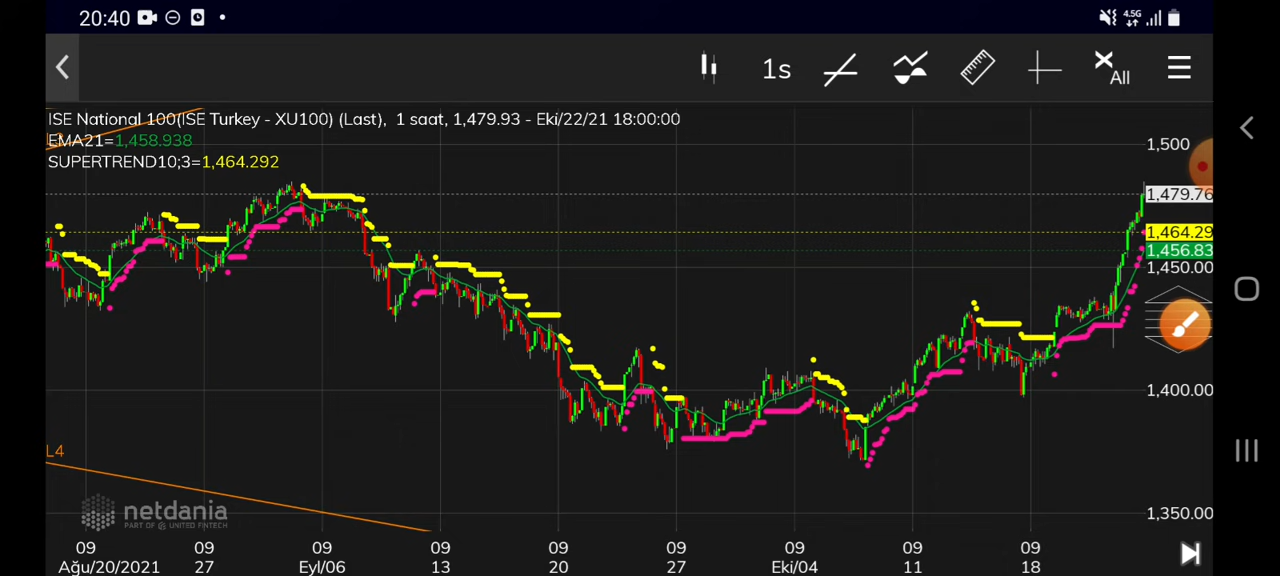 20:40 4.5G
1s All
ISE National 100(ISE Turkey - XU100) (Last), 1 saat, 1,479.93 - Eki/22/21 18:00:00
EMA21=1,458.938
SUPERTREND10;3=1,464.292
1,500
1,479.76
1,464.29
1,456.83
1,450.00
1,400.00
L4
1,350.00
netdania
PART OF UNITED FINTECH
09 09 09 09 09 09 09 09 09
Ağu/20/2021 27 Eyl/06 13 20 27 Eki/04 11 18